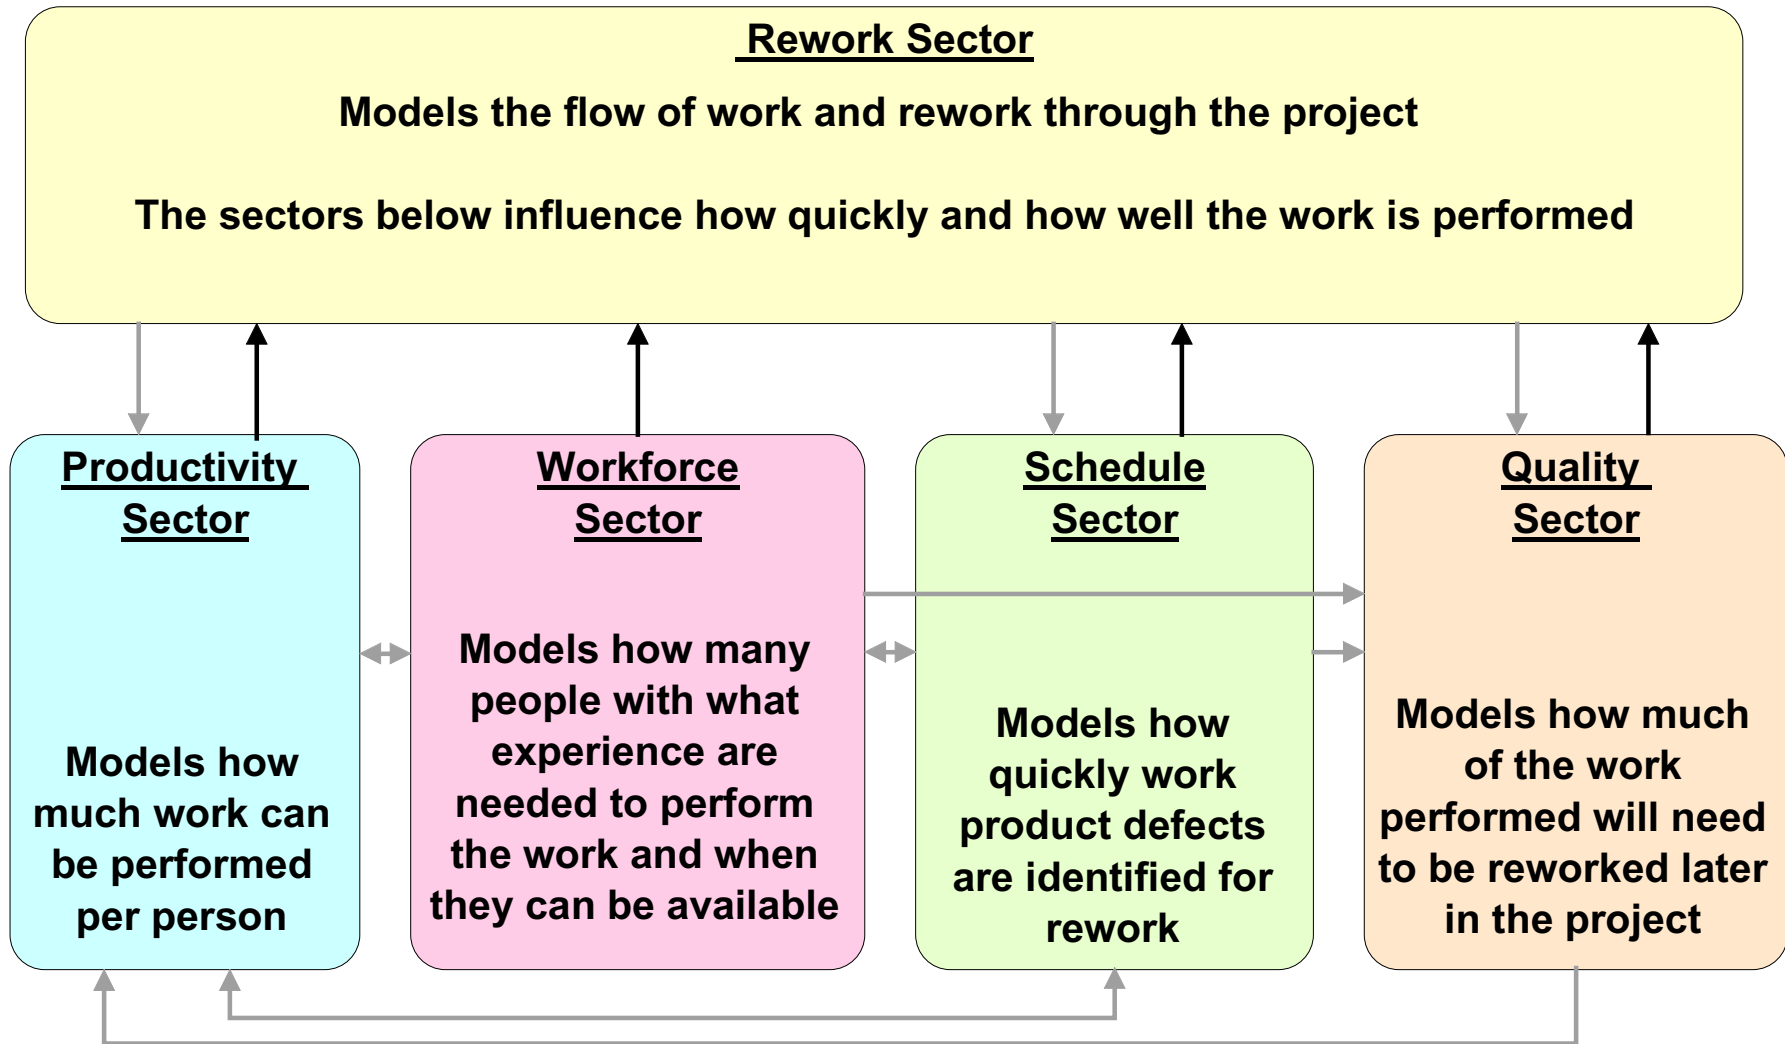 Rework Sector
Models the flow of work and rework through the project
The sectors below influence how quickly and how well the work is performed
Productivity
Sector
Models how
much work can
be performed
per person
Workforce
Sector
Models how many
people with what
experience are
needed to perform
the work and when
they can be available
Schedule
Sector
Models how
quickly work
product defects
are identified for
rework
Quality
Sector
Models how much
of the work
performed will need
to be reworked later
in the project